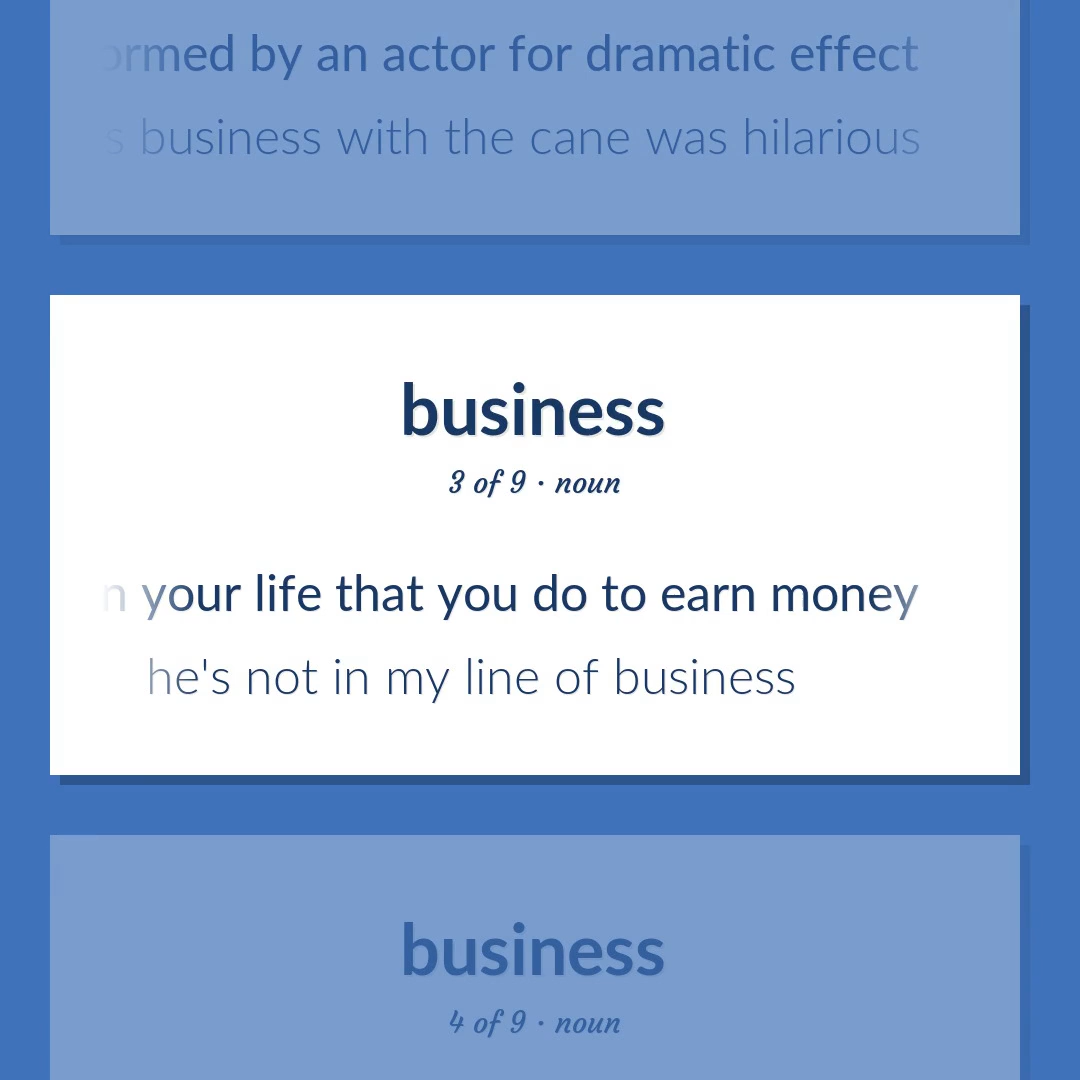 by an actor for dramatic effect
business with the cane was hilarious
business
3 of 9 · noun
your life that you do to earn money
he's not in my line of business
business
4 of 9 · noun